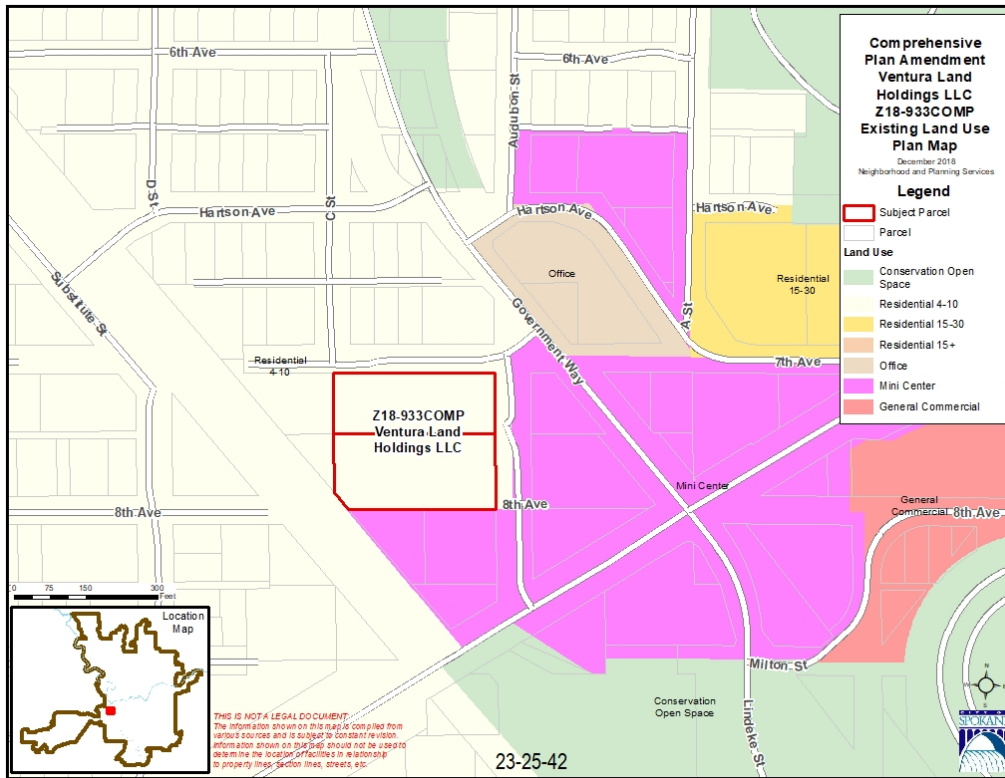 Comprehensive
Plan Amendment
Ventura Land
Holdings LLC
Z18-933COMP
Existing Land Use
Plan Map
December 2018
Neighborhood and Planning Services
Legend
Subject Parcel
Parcel
Land Use
Conservation Open
Space
Residential 4-10
Residential 15-30
Residential 15+
Office
Mini Center
General Commercial
6th Ave
Audubon St
6th Ave
D St
C St
Hartson Ave
Hartson Ave
Hartson Ave.
Office
Residential
15-30
Substitute St
Government Way
A St
7th Ave
Residential
4-10
Z18-933COMP
Ventura Land
Holdings LLC
Mini Center
8th Ave
8th Ave
General
Commercial
8th Ave
0 75 150 300
Feet
Location
Map
Milton St
Conservation
Open Space
Lindeke St
N
THIS IS NOT A LEGAL DOCUMENT
The information shown on this map is compiled from
various sources and is subject to constant revision.
Information shown on this map should not be used to
determine the location of facilities in relationship
to property lines, section lines, streets, etc.
23-25-42
CITY OF
SPOKANE